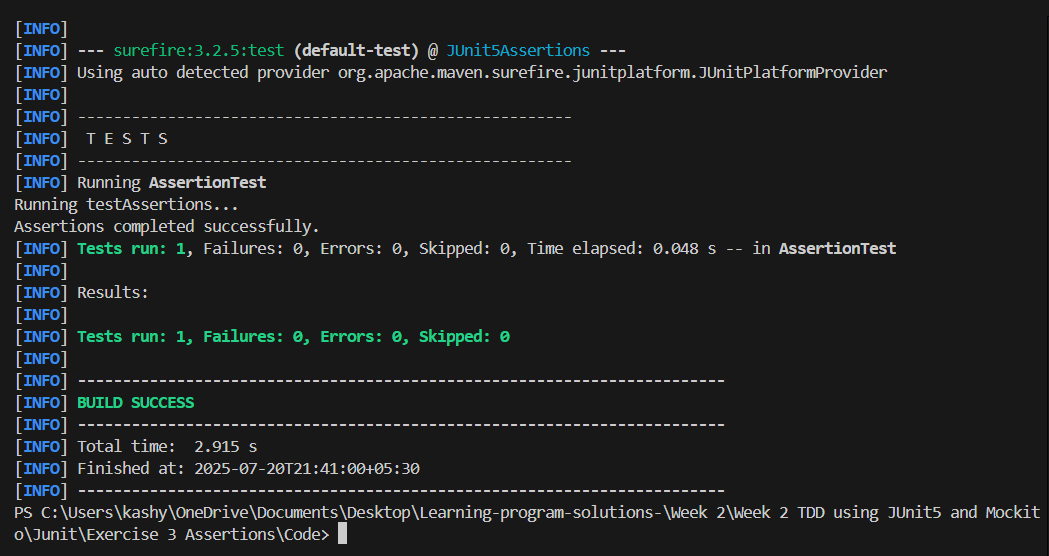 [INFO]
[INFO] --- surefire:3.2.5:test (default-test) @ JUnit5Assertions ---
[INFO] Using auto detected provider org.apache.maven.surefire.junitplatform.JUnitPlatformProvider
[INFO]
[INFO] -------------------------------------------------------
[INFO]  T E S T S
[INFO] -------------------------------------------------------
[INFO] Running AssertionTest
Running testAssertions...
Assertions completed successfully.
[INFO] Tests run: 1, Failures: 0, Errors: 0, Skipped: 0, Time elapsed: 0.048 s -- in AssertionTest
[INFO]
[INFO] Results:
[INFO]
[INFO] Tests run: 1, Failures: 0, Errors: 0, Skipped: 0
[INFO]
[INFO] ------------------------------------------------------------------------
[INFO] BUILD SUCCESS
[INFO] ------------------------------------------------------------------------
[INFO] Total time:  2.915 s
[INFO] Finished at: 2025-07-20T21:41:00+05:30
[INFO] ------------------------------------------------------------------------
PS C:\Users\kashy\OneDrive\Documents\Desktop\Learning-program-solutions-\Week 2\Week 2 TDD using JUnit5 and Mockit
o\Junit\Exercise 3 Assertions\Code>